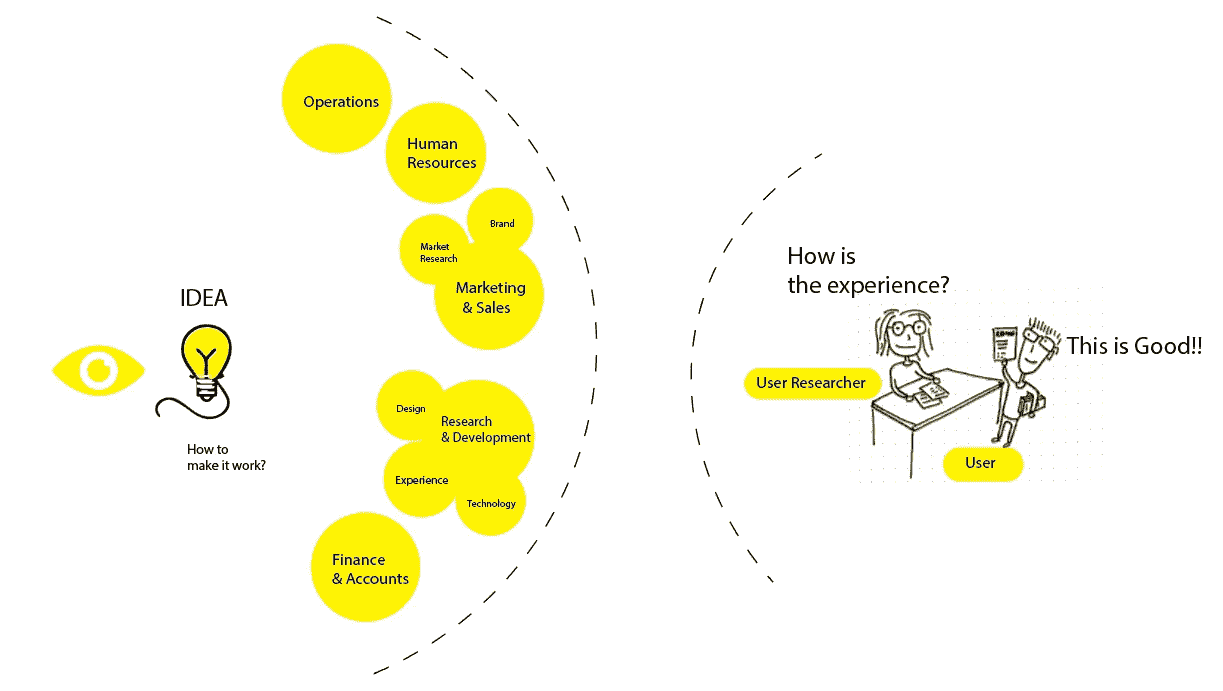 IDEA
How to
make it work?
Operations
Human
Resources
Brand
Market
Research
Marketing
& Sales
Design
Research
& Development
Experience
Technology
Finance
& Accounts
How is
the experience?
This is Good!!
User Researcher
User